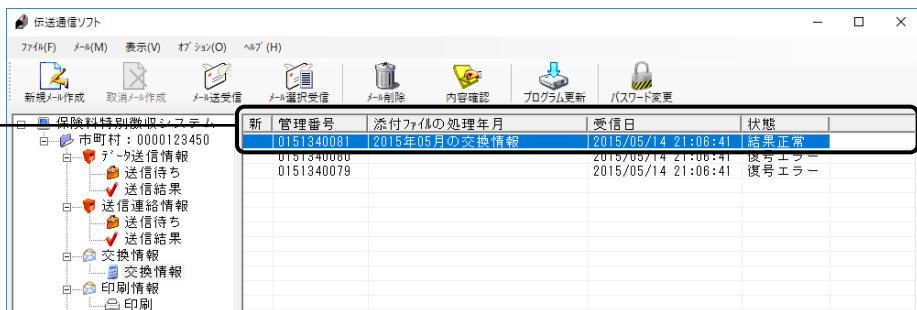 伝送通信ソフト
ファイル(F) メール(M) 表示(V) オプション(O) ヘルプ(H)
新規メール作成 取消メール作成 メール送受信 メール選択受信 メール削除 内容確認 プログラム更新 パスワード変更
保険料特別徴収システム
市町村：0000123450
データ送信情報
送信待ち
送信結果
送信連絡情報
送信待ち
送信結果
交換情報
交換情報
印刷情報
印刷
新 管理番号 添付ファイルの処理年月 受信日 状態
0151340081 2015年05月の交換情報 2015/05/14 21:06:41 結果正常
0151340080 2015/05/14 21:06:41 復号エラー
0151340079 2015/05/14 21:06:41 復号エラー